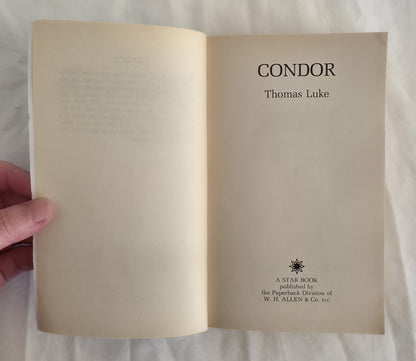 CONDOR
Thomas Luke
A STAR BOOK
published by
the Paperback Division of
W. H. ALLEN & Co. PLC